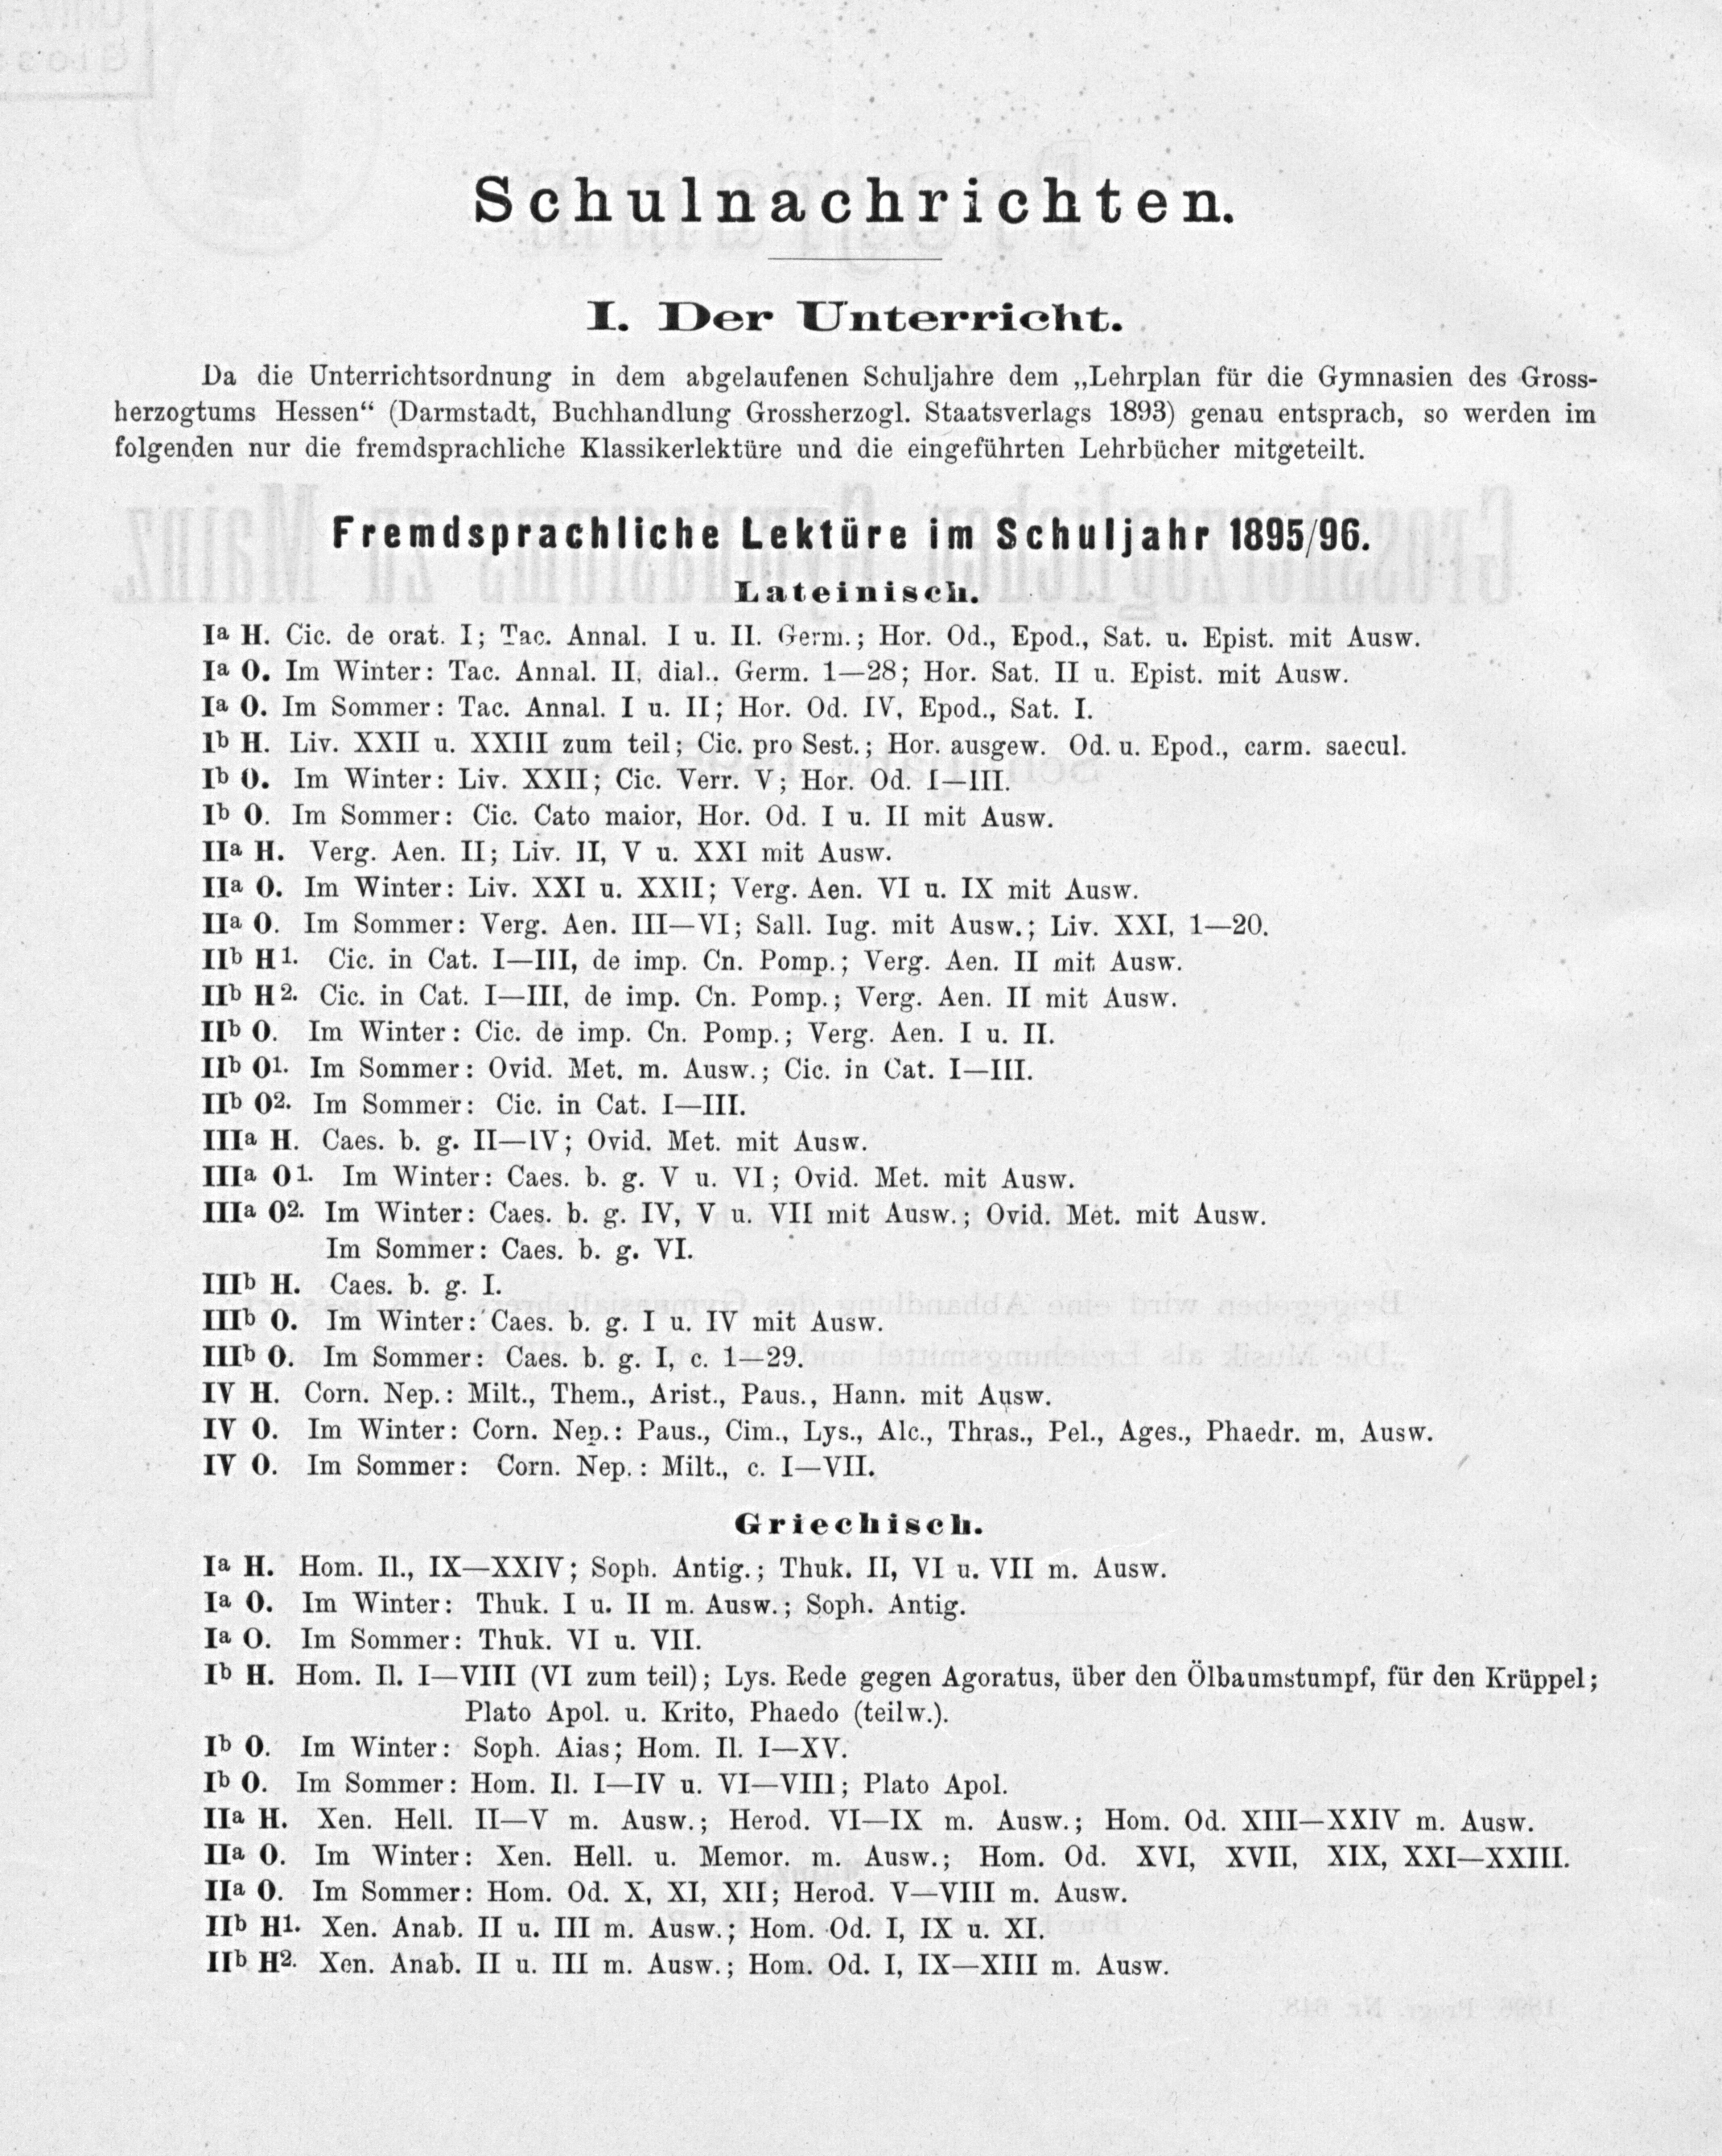 Schulnachrichten.
I. Der Unterricht.
Da die Unterrichtsordnung in dem abgelaufenen Schuljahre dem „Lehrplan für die Gymnasien des Gross-
herzogtums Hessen“ (Darmstadt, Buchhandlung Grossherzogl. Staatsverlags 1893) genau entsprach, so werden im
folgenden nur die fremdsprachliche Klassikerlektüre und die eingeführten Lehrbücher mitgeteilt.
Fremdsprachliche Lektüre im Schuljahr 1895/96.
Lateinisch.
Ia H. Cic. de orat. I; Tac. Annal. I u. II. Germ.; Hor. Od., Epod., Sat. u. Epist. mit Ausw.
Ia O. Im Winter: Tac. Annal. II, dial.. Germ. 1—28; Hor. Sat. II u. Epist. mit Ausw.
Ia O. Im Sommer: Tac. Annal. I u. II; Hor. Od. IV, Epod., Sat. I.
Ib H. Liv. XXII u. XXIII zum teil; Cic. pro Sest.; Hor. ausgew. Od. u. Epod., carm. saecul.
Ib O. Im Winter: Liv. XXII; Cic. Verr. V; Hor. Od. I—III.
Ib O. Im Sommer: Cic. Cato maior, Hor. Od. I u. II mit Ausw.
IIa H. Verg. Aen. II; Liv. II, V u. XXI mit Ausw.
IIa O. Im Winter: Liv. XXI u. XXII; Verg. Aen. VI u. IX mit Ausw.
IIa O. Im Sommer: Verg. Aen. III—VI; Sall. Iug. mit Ausw.; Liv. XXI, 1—20.
IIb H1. Cic. in Cat. I—III, de imp. Cn. Pomp.; Verg. Aen. II mit Ausw.
IIb H2. Cic. in Cat. I—III, de imp. Cn. Pomp.; Verg. Aen. II mit Ausw.
IIb O. Im Winter: Cic. de imp. Cn. Pomp.; Verg. Aen. I u. II.
IIb O1. Im Sommer: Ovid. Met. m. Ausw.; Cic. in Cat. I—III.
IIb O2. Im Sommer: Cic. in Cat. I—III.
IIIa H. Caes. b. g. II—IV; Ovid. Met. mit Ausw.
IIIa O1. Im Winter: Caes. b. g. V u. VI; Ovid. Met. mit Ausw.
IIIa O2. Im Winter: Caes. b. g. IV, V u. VII mit Ausw.; Ovid. Met. mit Ausw.
Im Sommer: Caes. b. g. VI.
IIIb H. Caes. b. g. I.
IIIb O. Im Winter: Caes. b. g. I u. IV mit Ausw.
IIIb O. Im Sommer: Caes. b. g. I, c. 1—29.
IV H. Corn. Nep.: Milt., Them., Arist., Paus., Hann. mit Ausw.
IV O. Im Winter: Corn. Nep.: Paus., Cim., Lys., Alc., Thras., Pel., Ages., Phaedr. m. Ausw.
IV O. Im Sommer: Corn. Nep.: Milt., c. I—VII.
Griechisch.
Ia H. Hom. Il., IX—XXIV; Soph. Antig.; Thuk. II, VI u. VII m. Ausw.
Ia O. Im Winter: Thuk. I u. II m. Ausw.; Soph. Antig.
Ia O. Im Sommer: Thuk. VI u. VII.
Ib H. Hom. Il. I—VIII (VI zum teil); Lys. Rede gegen Agoratus, über den Ölbaumstumpf, für den Krüppel;
Plato Apol. u. Krito, Phaedo (teilw.).
Ib O. Im Winter: Soph. Aias; Hom. Il. I—XV.
Ib O. Im Sommer: Hom. Il. I—IV u. VI—VIII; Plato Apol.
IIa H. Xen. Hell. II—V m. Ausw.; Herod. VI—IX m. Ausw.; Hom. Od. XIII—XXIV m. Ausw.
IIa O. Im Winter: Xen. Hell. u. Memor. m. Ausw.; Hom. Od. XVI, XVII, XIX, XXI—XXIII.
IIa O. Im Sommer: Hom. Od. X, XI, XII; Herod. V—VIII m. Ausw.
IIb H1. Xen. Anab. II u. III m. Ausw.; Hom. Od. I, IX u. XI.
IIb H2. Xen. Anab. II u. III m. Ausw.; Hom. Od. I, IX—XIII m. Ausw.